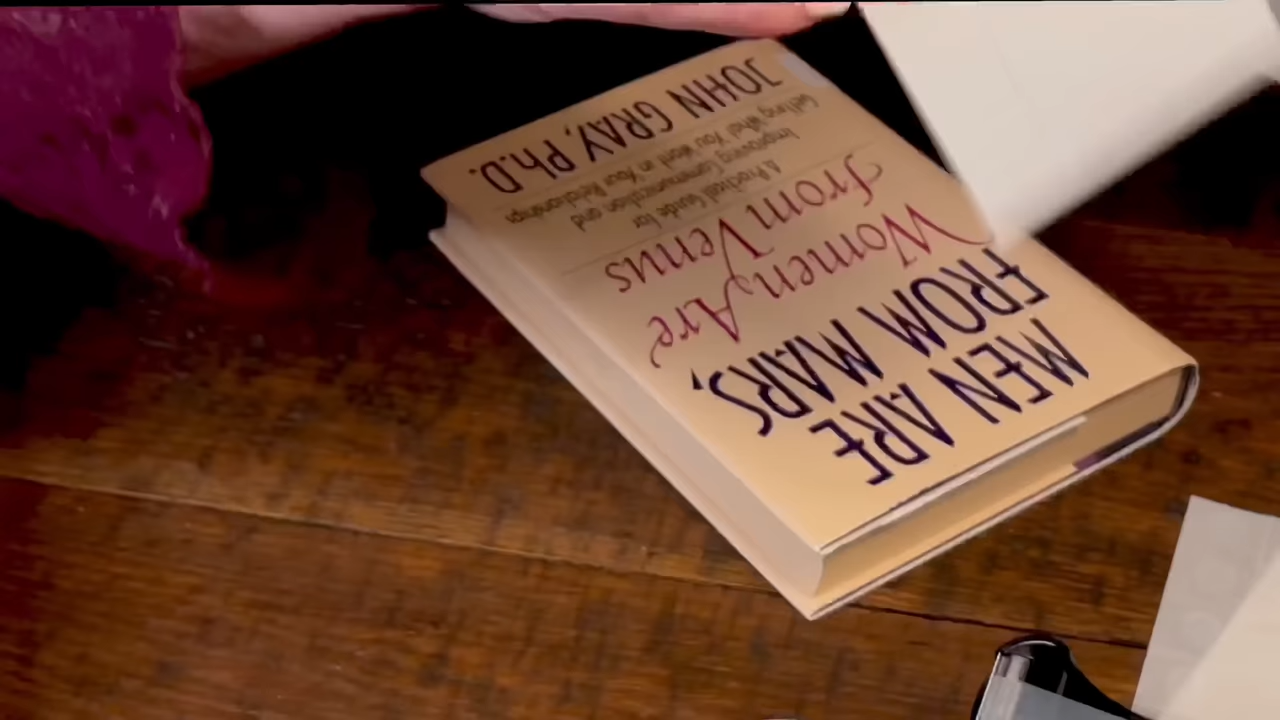 MEN ARE
FROM MARS,
Women Are
from Venus
A Practical Guide for
Improving Communication and
Getting What You Want in Your Relationships
JOHN GRAY, Ph.D.